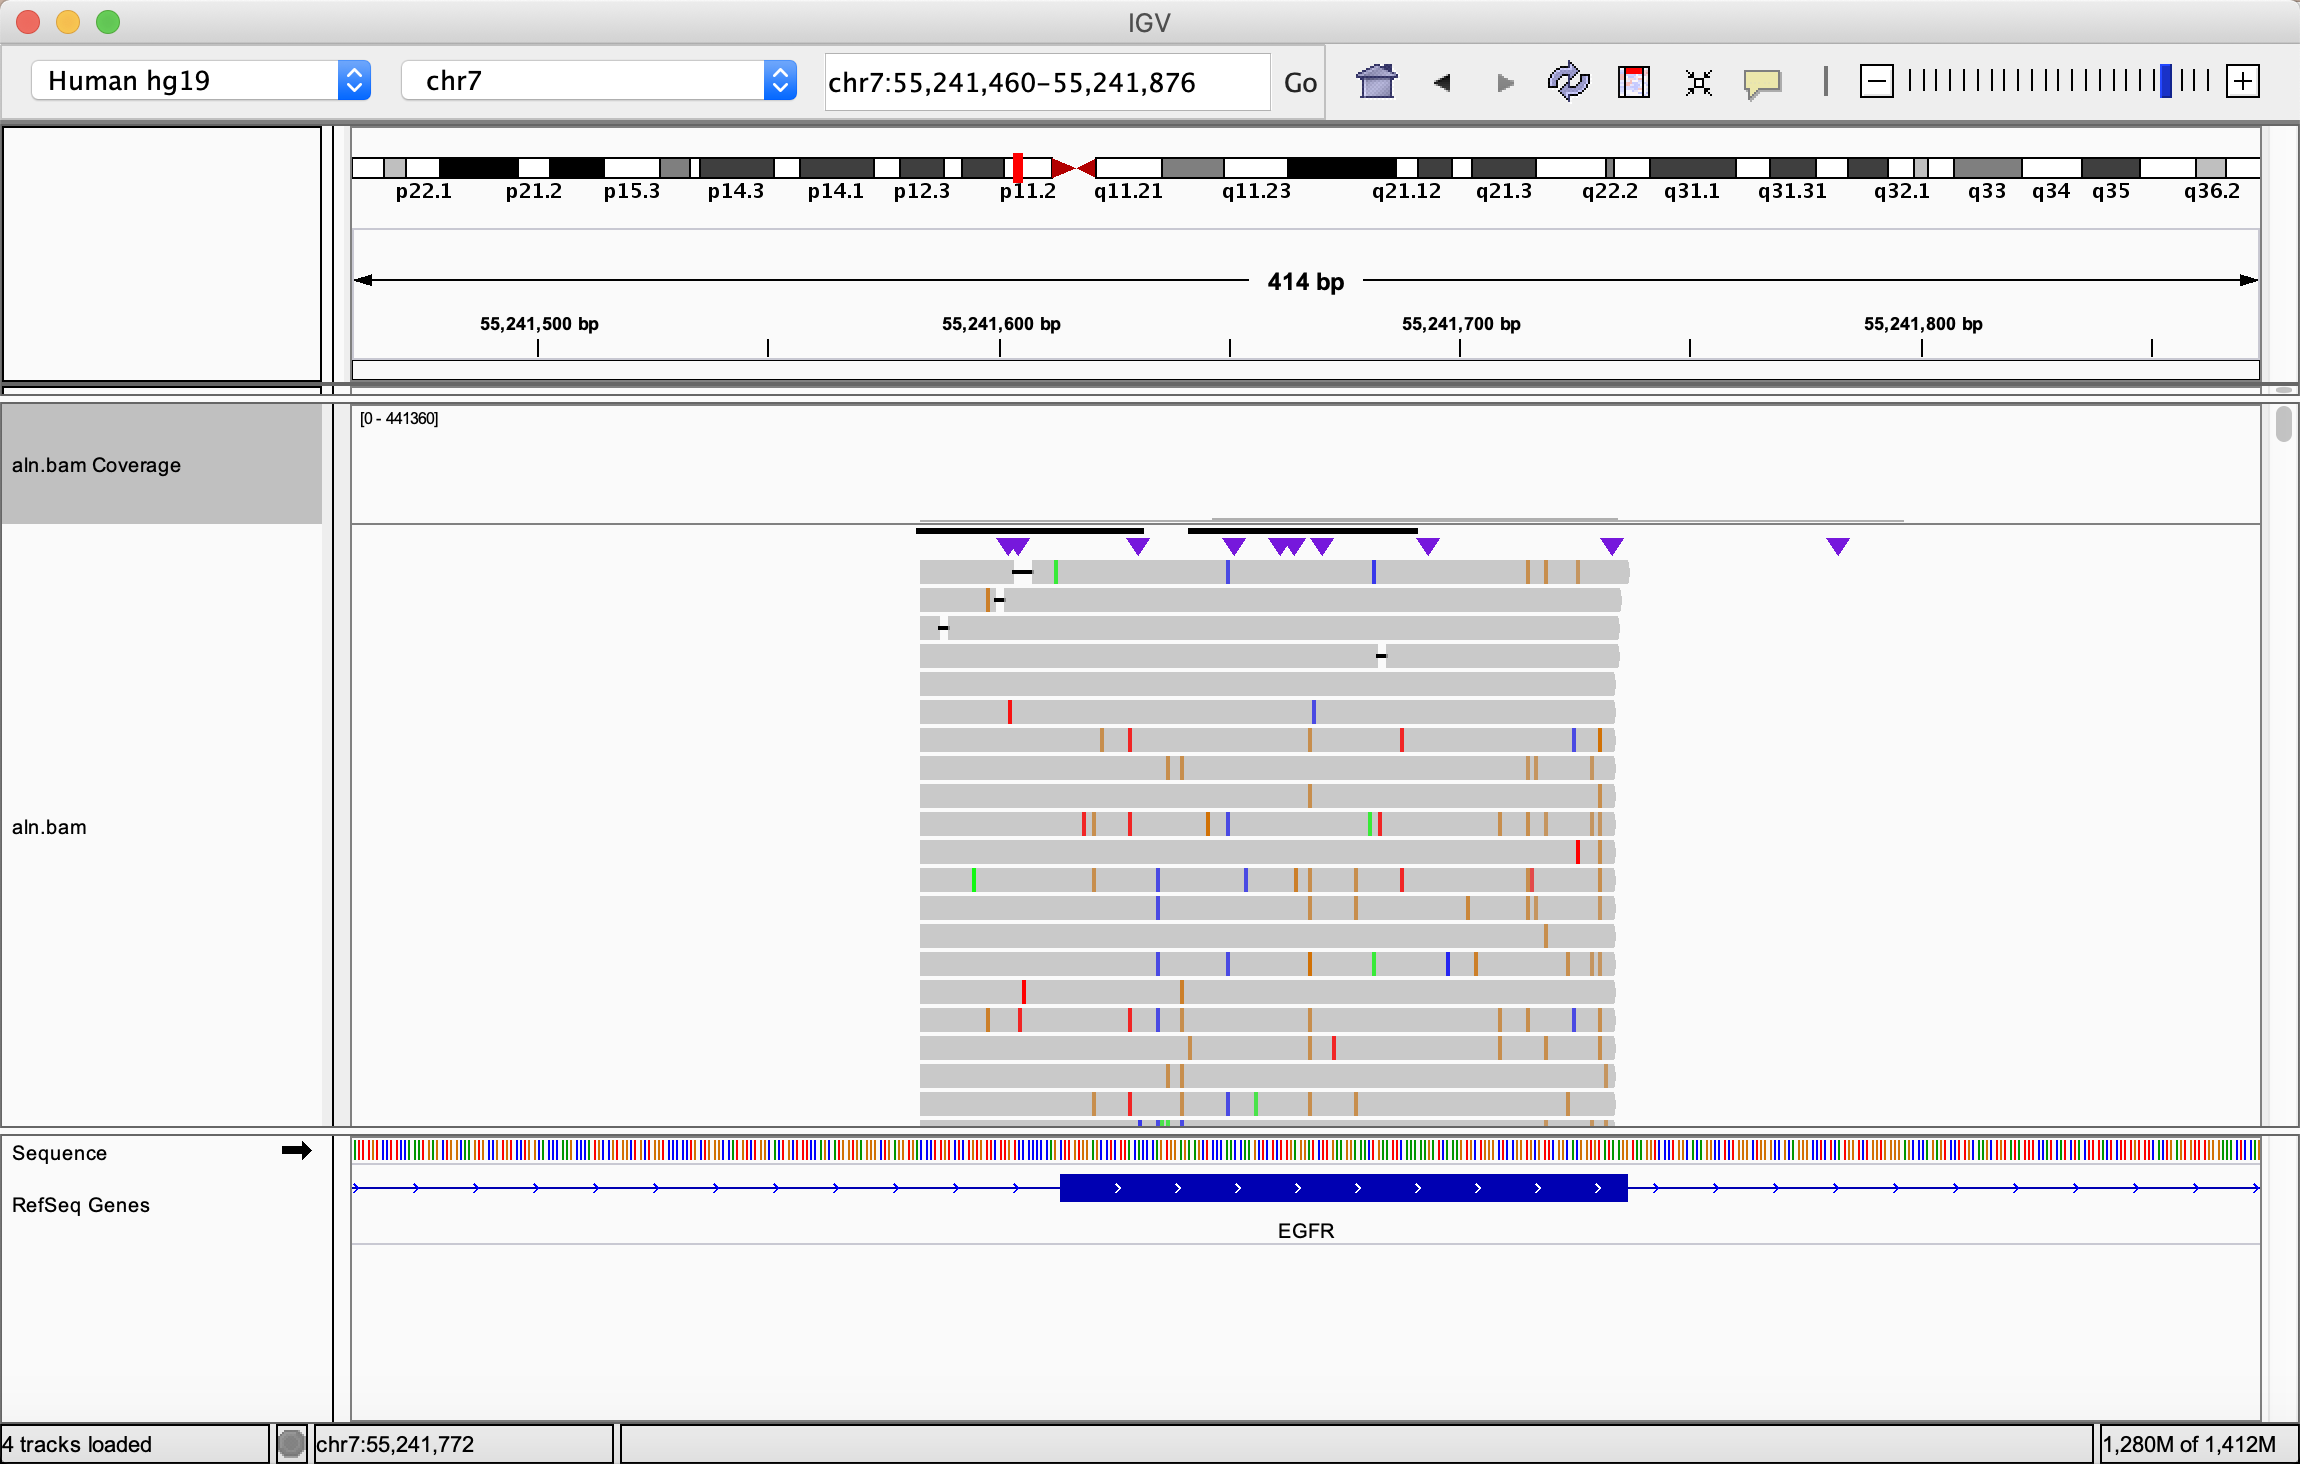 IGV
Human hg19 chr7 chr7:55,241,460-55,241,876 Go
p22.1 p21.2 p15.3 p14.3 p14.1 p12.3 p11.2 q11.21 q11.23 q21.12 q21.3 q22.2 q31.1 q31.31 q32.1 q33 q34 q35 q36.2
414 bp
55,241,500 bp 55,241,600 bp 55,241,700 bp 55,241,800 bp
[0 - 441360]
aln.bam Coverage
aln.bam
Sequence
RefSeq Genes
EGFR
4 tracks loaded chr7:55,241,772 1,280M of 1,412M